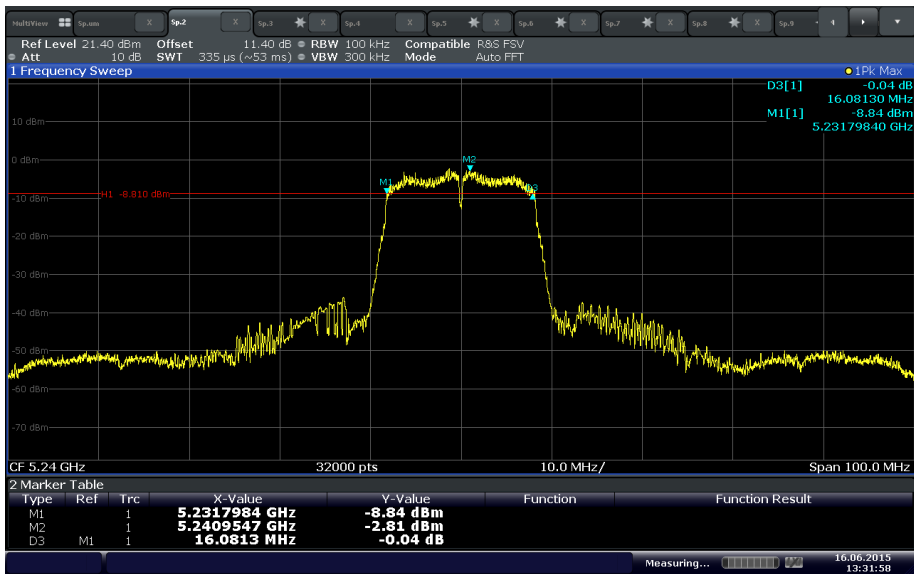 MultiView Sp.um X Sp.2 X Sp.3 X Sp.4 X Sp.5 X Sp.6 X Sp.7 X Sp.8 X Sp.9
Ref Level 21.40 dBm Offset 11.40 dB RBW 100 kHz Compatible R&S FSV
Att 10 dB SWT 335 µs (~53 ms) VBW 300 kHz Mode Auto FFT
1 Frequency Sweep 1Pk Max
D3[1] -0.04 dB
16.08130 MHz
M1[1] -8.84 dBm
5.23179840 GHz
10 dBm
0 dBm
M2
M1
D3
H1 -8.810 dBm
-10 dBm
-20 dBm
-30 dBm
-40 dBm
-50 dBm
-60 dBm
-70 dBm
CF 5.24 GHz 32000 pts 10.0 MHz/ Span 100.0 MHz
2 Marker Table
Type Ref Trc X-Value Y-Value Function Function Result
M1 1 5.2317984 GHz -8.84 dBm
M2 1 5.2409547 GHz -2.81 dBm
D3 M1 1 16.0813 MHz -0.04 dB
Measuring... 16.06.2015
13:31:58